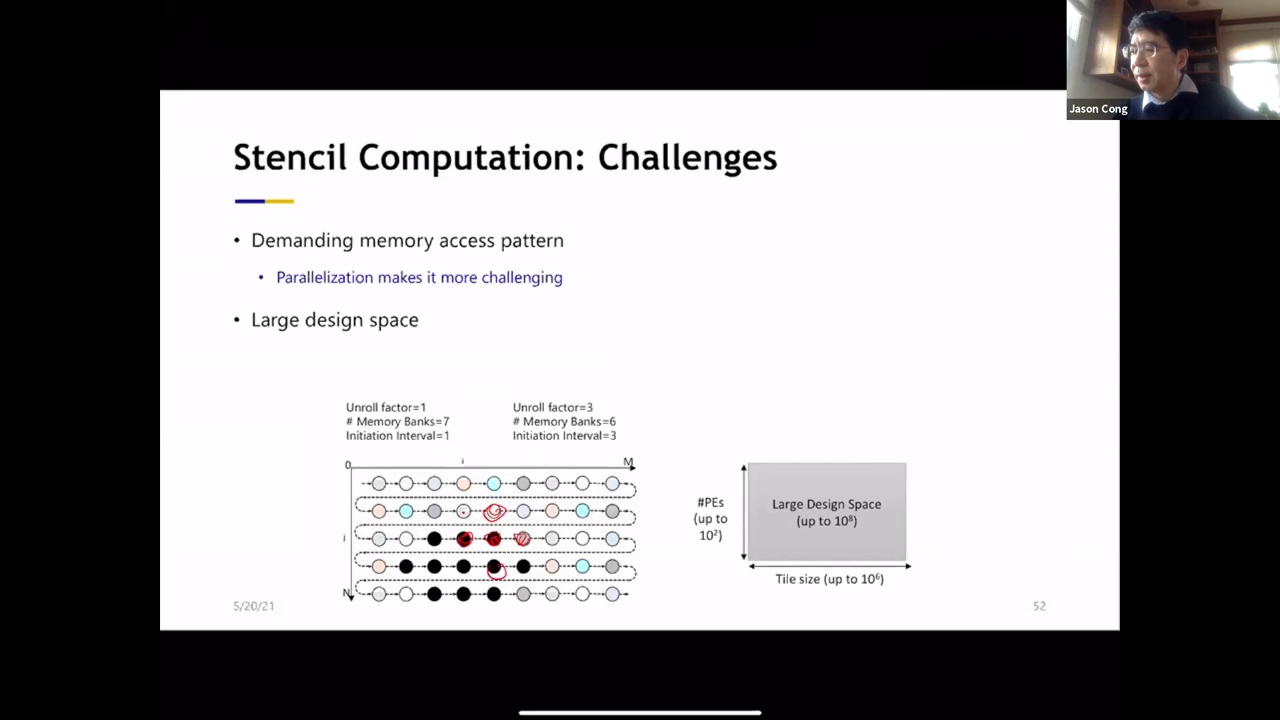 Jason Cong
Stencil Computation: Challenges
• Demanding memory access pattern
• Parallelization makes it more challenging
• Large design space
Unroll factor=1
# Memory Banks=7
Initiation Interval=1
Unroll factor=3
# Memory Banks=6
Initiation Interval=3
0
i
M
j
N
#PEs
(up to
10²)
Large Design Space
(up to 10⁸)
Tile size (up to 10⁶)
5/20/21
52